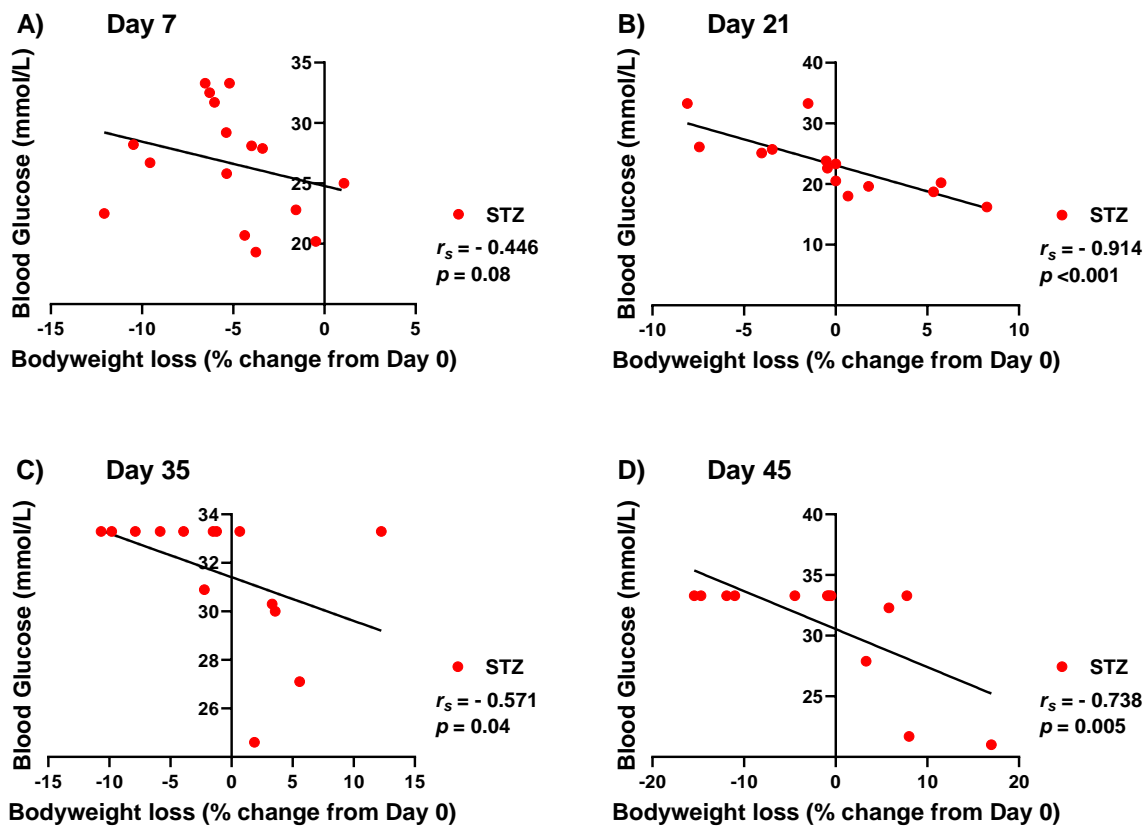 A) Day 7
Blood Glucose (mmol/L)
35
30
25
20
-15 -10 -5 0 5
Bodyweight loss (% change from Day 0)
STZ
rs = - 0.446
p = 0.08
B) Day 21
Blood Glucose (mmol/L)
40
30
20
10
-10 -5 0 5 10
Bodyweight loss (% change from Day 0)
STZ
rs = - 0.914
p <0.001
C) Day 35
Blood Glucose (mmol/L)
34
32
30
28
26
-15 -10 -5 0 5 10 15
Bodyweight loss (% change from Day 0)
STZ
rs = - 0.571
p = 0.04
D) Day 45
Blood Glucose (mmol/L)
40
35
30
25
-20 -10 0 10 20
Bodyweight loss (% change from Day 0)
STZ
rs = - 0.738
p = 0.005